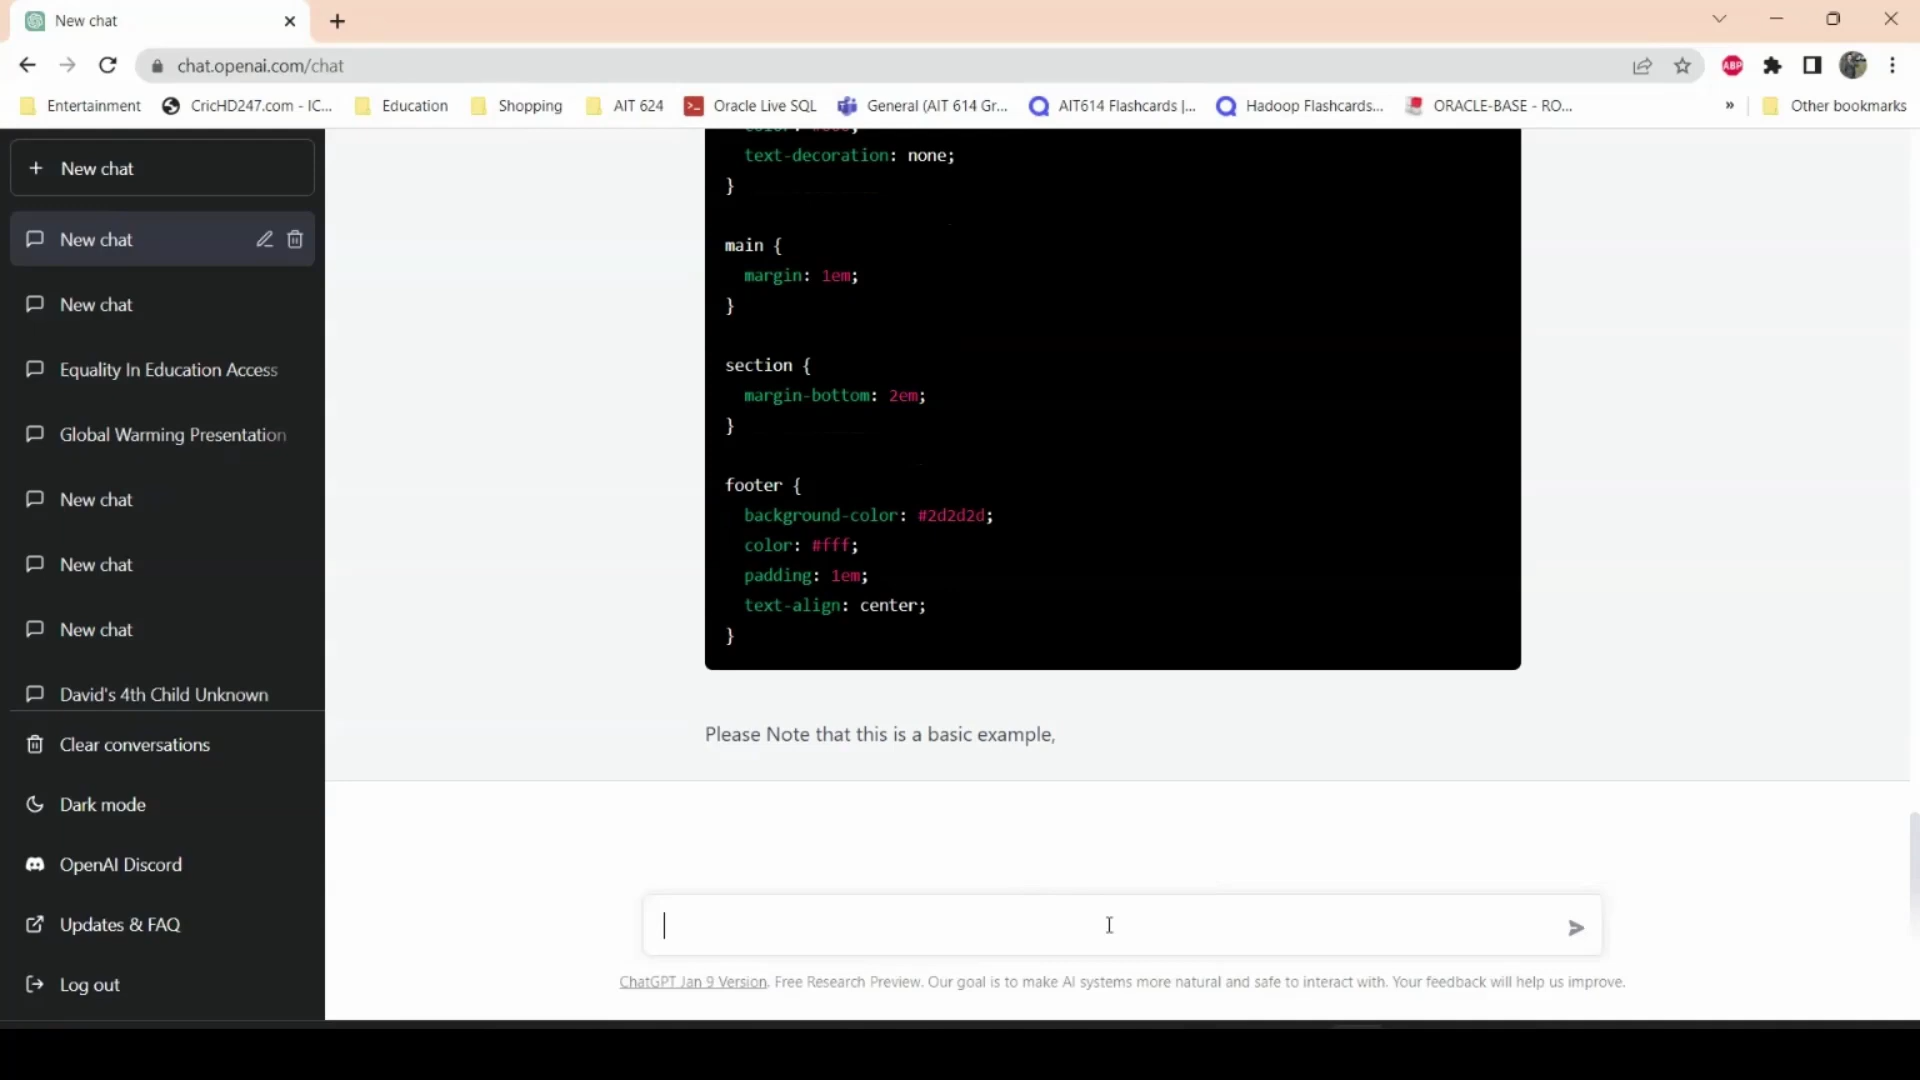 New chat
chat.openai.com/chat
ABP
Entertainment
CricHD247.com - IC...
Education
Shopping
AIT 624
Oracle Live SQL
General (AIT 614 Gr...
AIT614 Flashcards |...
Hadoop Flashcards...
ORACLE-BASE - RO...
»
Other bookmarks
+ New chat
New chat
New chat
Equality In Education Access
Global Warming Presentation
New chat
New chat
New chat
David's 4th Child Unknown
Clear conversations
Dark mode
OpenAI Discord
Updates & FAQ
Log out
text-decoration: none;
}
main {
margin: 1em;
}
section {
margin-bottom: 2em;
}
footer {
background-color: #2d2d2d;
color: #fff;
padding: 1em;
text-align: center;
}
Please Note that this is a basic example,
ChatGPT Jan 9 Version. Free Research Preview. Our goal is to make AI systems more natural and safe to interact with. Your feedback will help us improve.